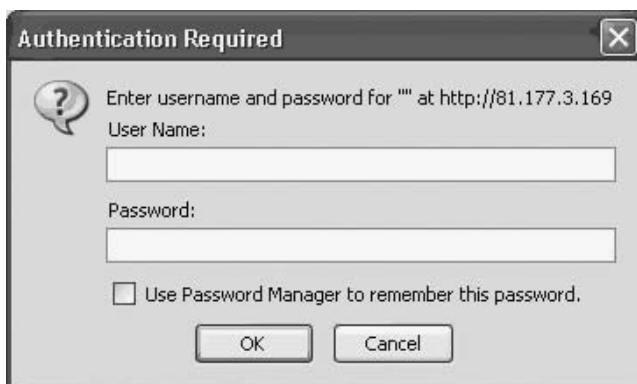 Authentication Required
Enter username and password for "" at http://81.177.3.169
User Name:
Password:
Use Password Manager to remember this password.
OK Cancel